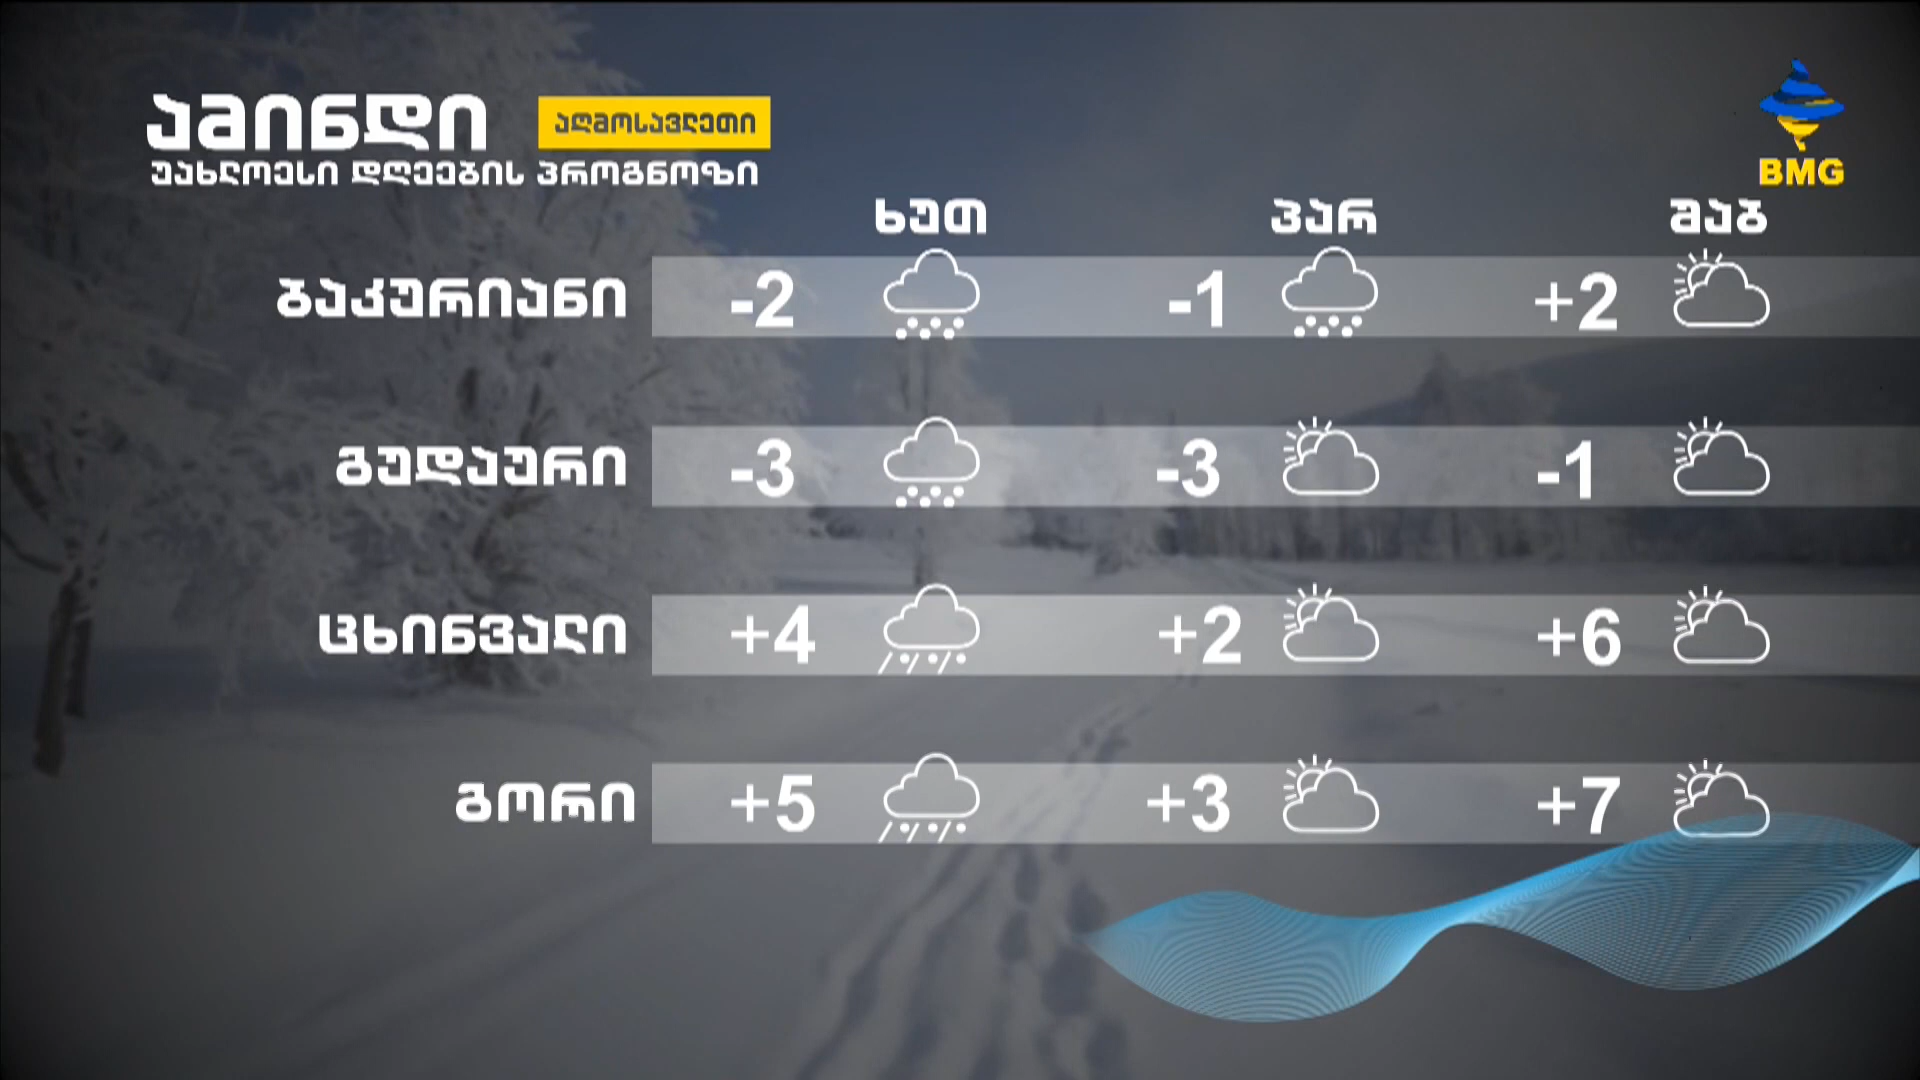 ამინდი
აღმოსავლეთი
უახლოესი დღეების პროგნოზი
BMG
ხუთ პარ შაბ
ბაკურიანი -2 -1 +2
გუდაური -3 -3 -1
ცხინვალი +4 +2 +6
გორი +5 +3 +7